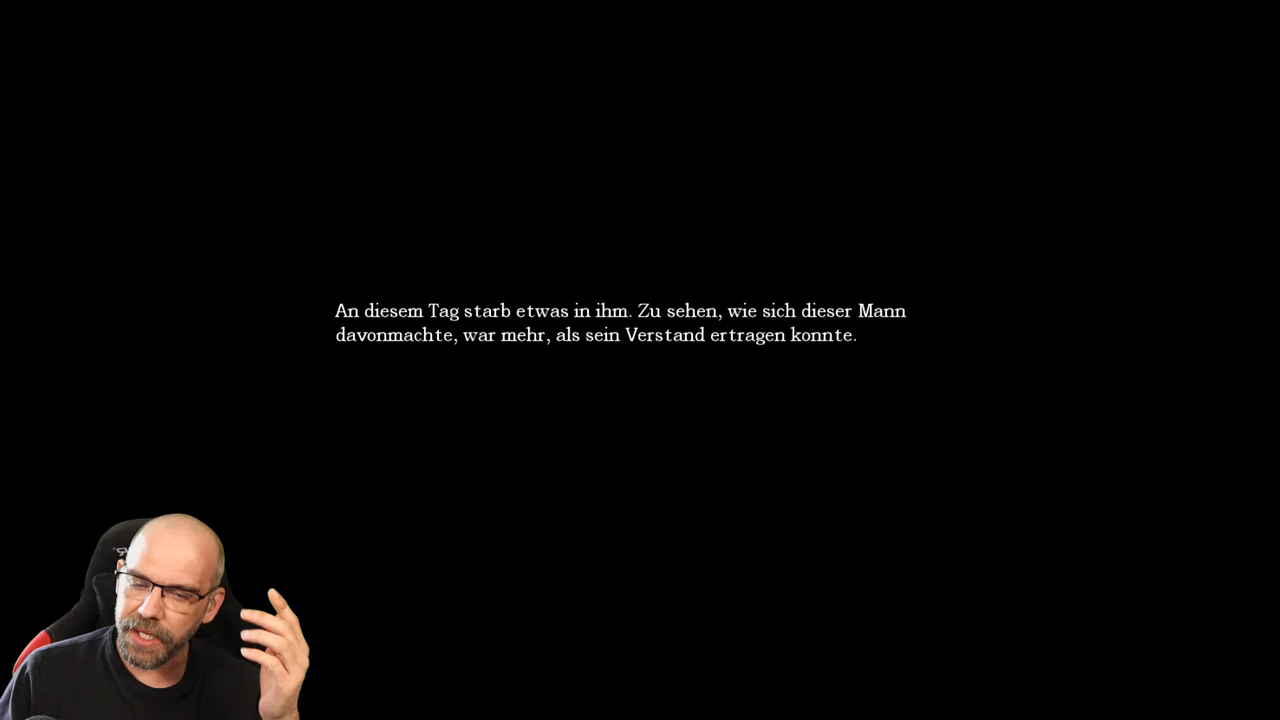 An diesem Tag starb etwas in ihm. Zu sehen, wie sich dieser Mann
davonmachte, war mehr, als sein Verstand ertragen konnte.